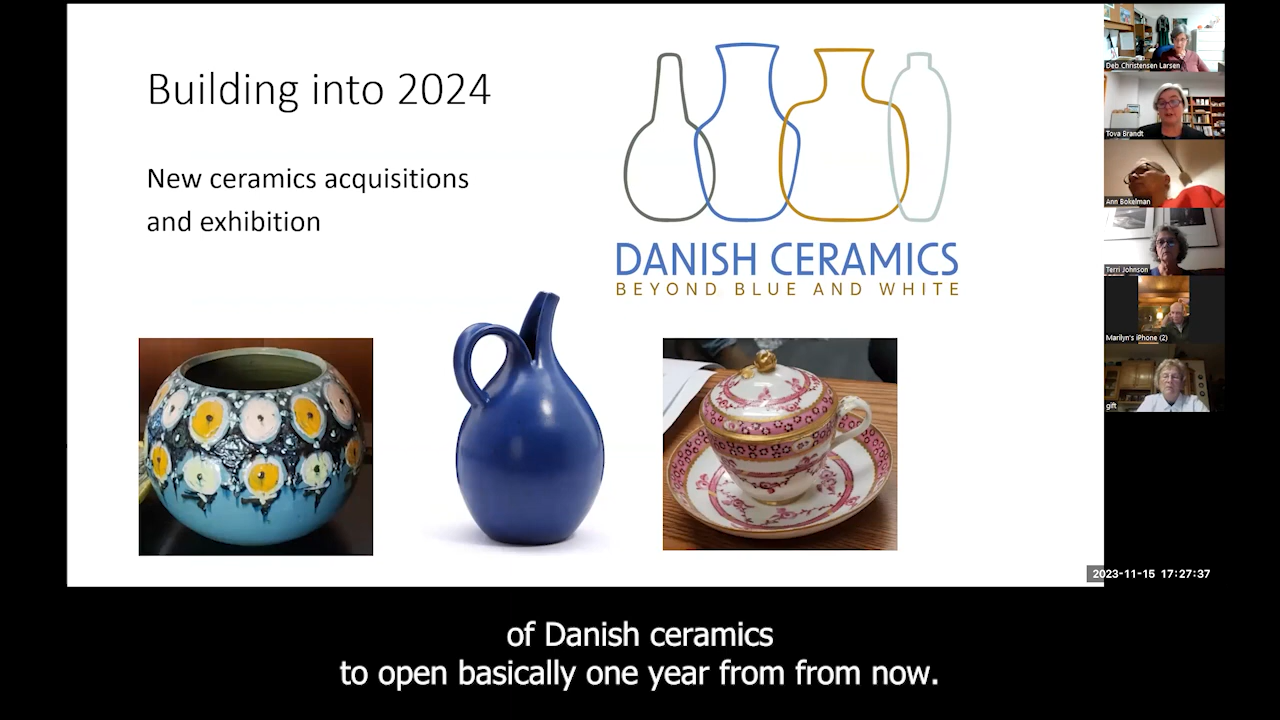 Building into 2024
New ceramics acquisitions
and exhibition
DANISH CERAMICS
BEYOND BLUE AND WHITE
Deb Christensen Larsen
Tova Brandt
Ann Bokelman
Terri Johnson
Marilyn's iPhone (2)
gift
2023-11-15 17:27:37
of Danish ceramics
to open basically one year from from now.